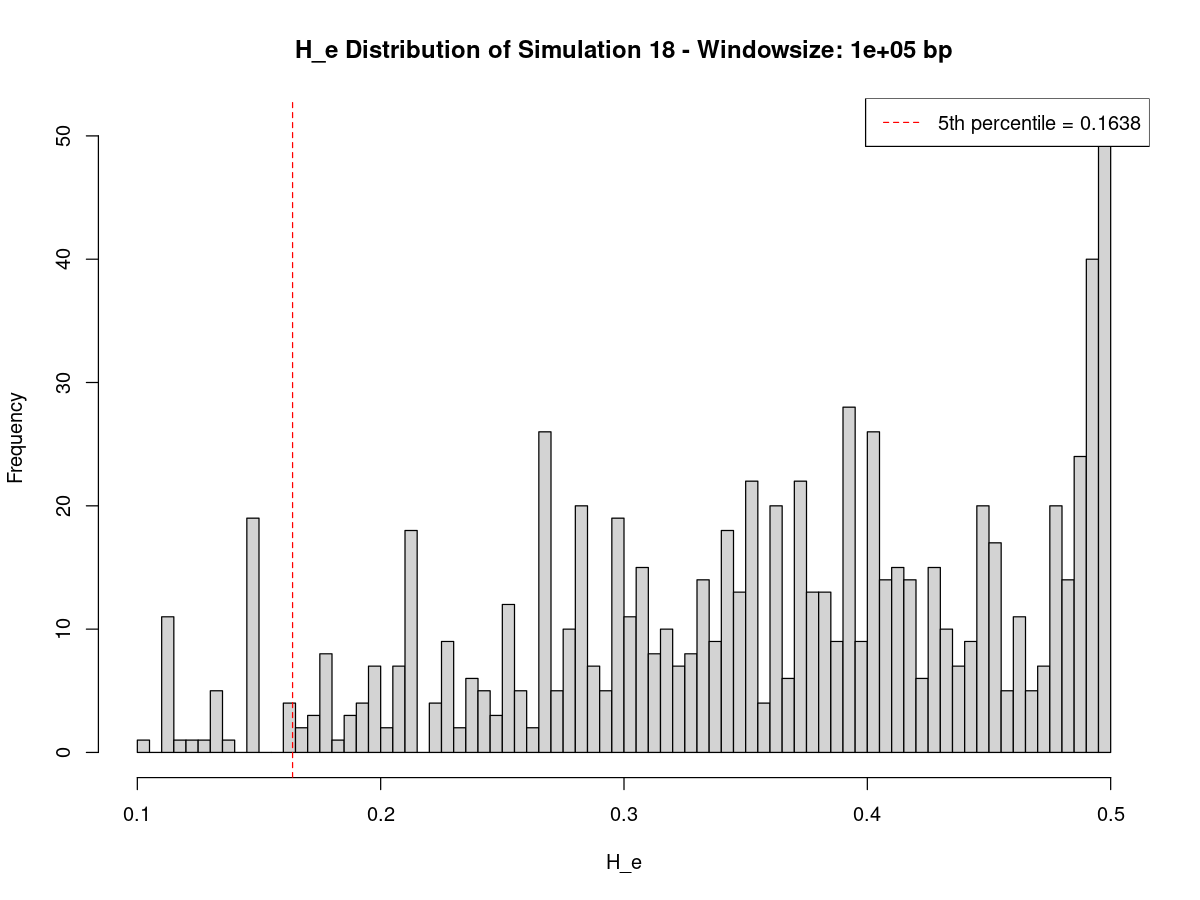 H_e Distribution of Simulation 18 - Windowsize: 1e+05 bp
5th percentile = 0.1638
Frequency
50
40
30
20
10
0
0.1 0.2 0.3 0.4 0.5
H_e